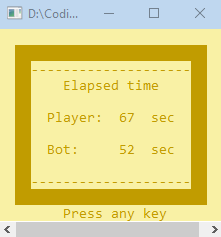 D:\Codi...
--------------------
Elapsed time
Player: 67 sec
Bot: 52 sec
--------------------
Press any key